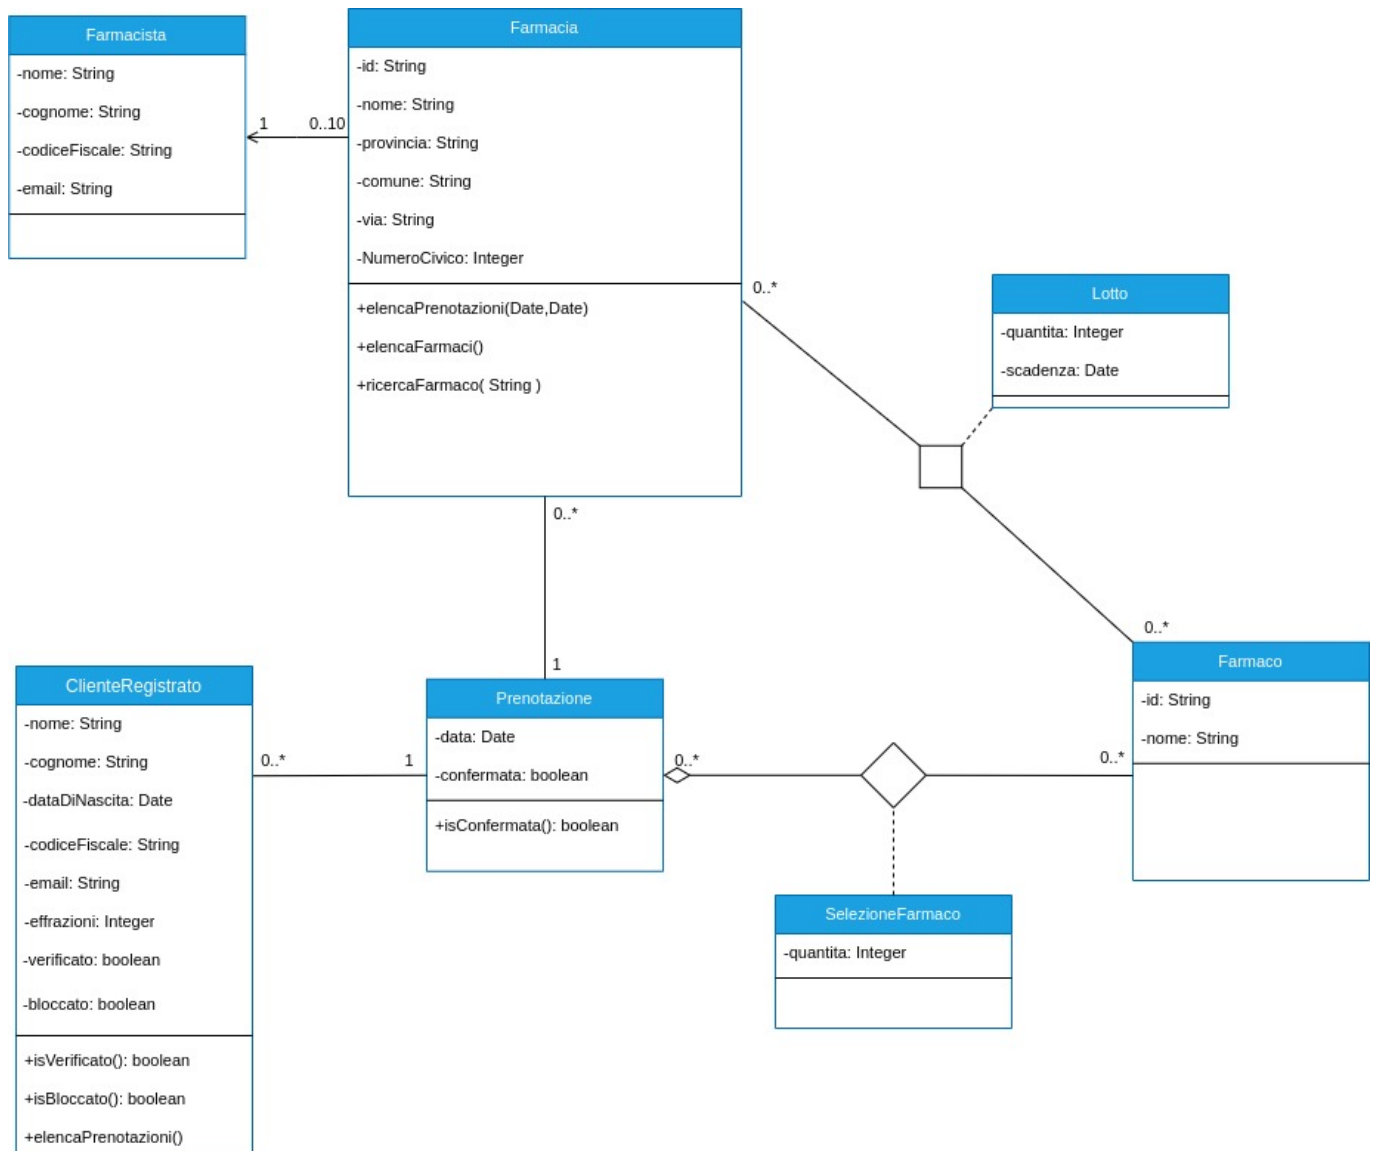 Farmacista
-nome: String
-cognome: String
-codiceFiscale: String
-email: String
1
0..10
Farmacia
-id: String
-nome: String
-provincia: String
-comune: String
-via: String
-NumeroCivico: Integer
+elencaPrenotazioni(Date,Date)
+elencaFarmaci()
+ricercaFarmaco( String )
0..*
Lotto
-quantita: Integer
-scadenza: Date
0..*
0..*
1
Farmaco
-id: String
-nome: String
ClienteRegistrato
-nome: String
-cognome: String
-dataDiNascita: Date
-codiceFiscale: String
-email: String
-effrazioni: Integer
-verificato: boolean
-bloccato: boolean
+isVerificato(): boolean
+isBloccato(): boolean
+elencaPrenotazioni()
0..*
1
Prenotazione
-data: Date
-confermata: boolean
+isConfermata(): boolean
0..*
0..*
SelezioneFarmaco
-quantita: Integer